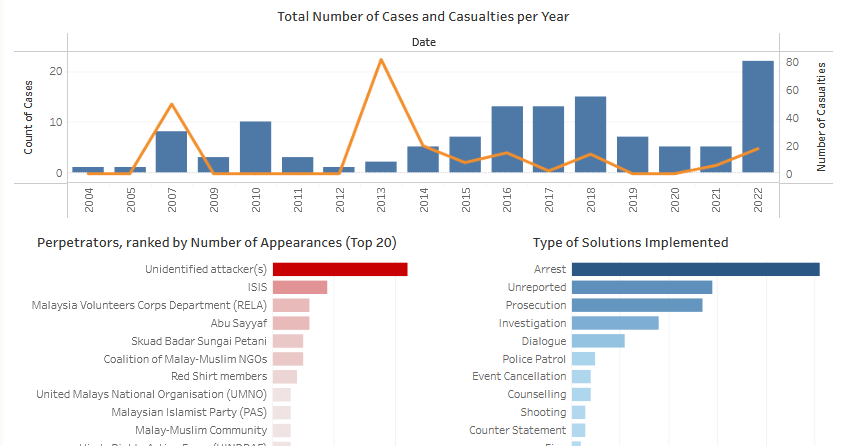 Total Number of Cases and Casualties per Year
Date
Count of Cases
20
10
0
80
60
40
20
0
Number of Casualties
2004 2005 2007 2009 2010 2011 2012 2013 2014 2015 2016 2017 2018 2019 2020 2021 2022
Perpetrators, ranked by Number of Appearances (Top 20)
Unidentified attacker(s)
ISIS
Malaysia Volunteers Corps Department (RELA)
Abu Sayyaf
Skuad Badar Sungai Petani
Coalition of Malay-Muslim NGOs
Red Shirt members
United Malays National Organisation (UMNO)
Malaysian Islamist Party (PAS)
Malay-Muslim Community
Type of Solutions Implemented
Arrest
Unreported
Prosecution
Investigation
Dialogue
Police Patrol
Event Cancellation
Counselling
Shooting
Counter Statement